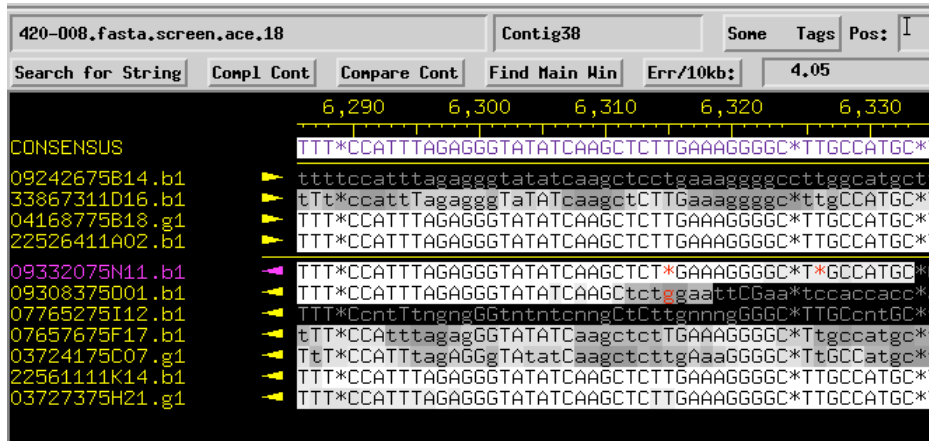 420-008.fasta.screen.ace.18 Contig38 Some Tags Pos:
Search for String Compl Cont Compare Cont Find Main Win Err/10kb: 4.05
6,290 6,300 6,310 6,320 6,330
CONSENSUS TTT*CCATTTAGAGGGTATATCAAGCTCTTGAAAGGGGC*TTGCCATGC*
09242675B14.b1 ttttccatttagagggtatatcaagctcctgaaaggggccttggcatgct
33867311D16.b1 tTt*ccattTagagggTaTATCaagctCTTGaaaggggc*ttgCCATGC*
04168775B18.g1 TTT*CCATTTAGAGGGTATATCAAGCTCTTGAAAGGGGC*TTGCCATGC*
22526411A02.b1 TTT*CCATTTAGAGGGTATATCAAGCTCTTGAAAGGGGC*TTGCCATGC*
09332075N11.b1 TTT*CCATTTAGAGGGTATATCAAGCTCT*GAAAGGGGC*T*GCCATGC*
09308375D01.b1 TTT*CCATTTAGAGGGTATATCAAGCtctggaattCGaa*tccaccacc*
07765275I12.b1 TTT*CcntTtngngGGtntntcnngCtCttgnnngGGGC*TTGCCntGC*
07657675F17.b1 tTT*CCAtttagagGGTATATCaagctctTGAAAGGGGC*Ttgccatgc*
03724175C07.g1 TtT*CCATTtagAGGgTAtatCaagctcttgAaaGGGGC*TtGCCatgc*
22561111K14.b1 TTT*CCATTTAGAGGGTATATCAAGCTCTTGAAAGGGGC*TTGCCATGC*
03727375H21.g1 TTT*CCATTTAGAGGGTATATCAAGCTCTTGAAAGGGGC*TTGCCATGC*